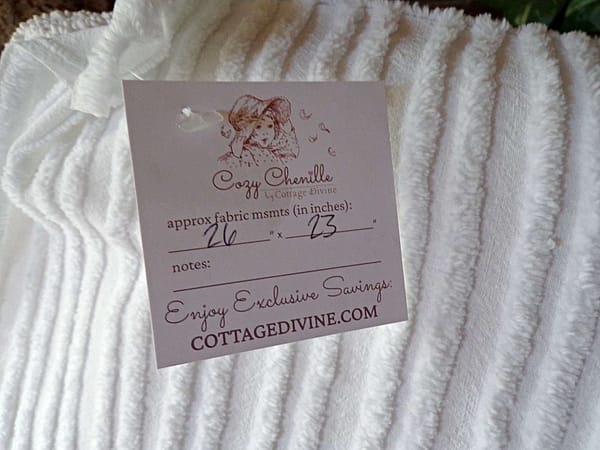 Cozy Chenille
by Cottage Divine
approx fabric msmts (in inches):
26 " x 23 "
notes:
Enjoy Exclusive Savings:
COTTAGEDIVINE.COM